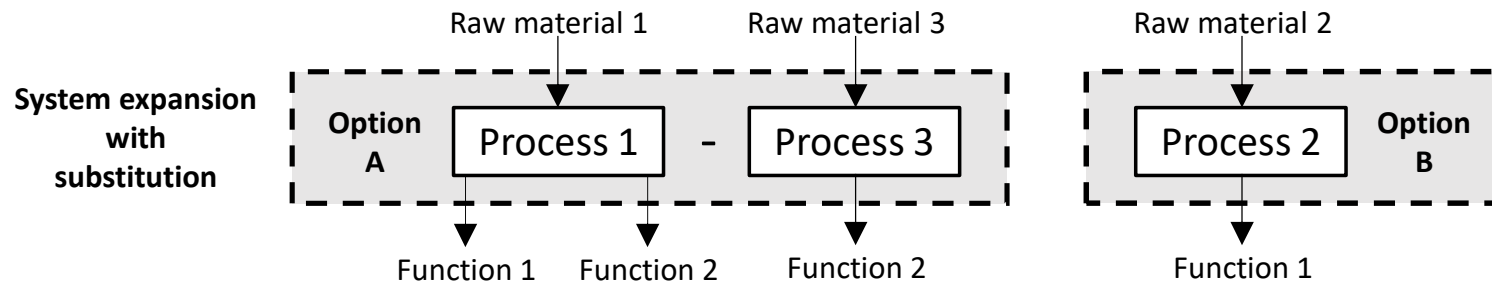 Raw material 1
Raw material 3
Raw material 2
System expansion
with
substitution
Option
A
Process 1
-
Process 3
Process 2
Option
B
Function 1
Function 2
Function 2
Function 1